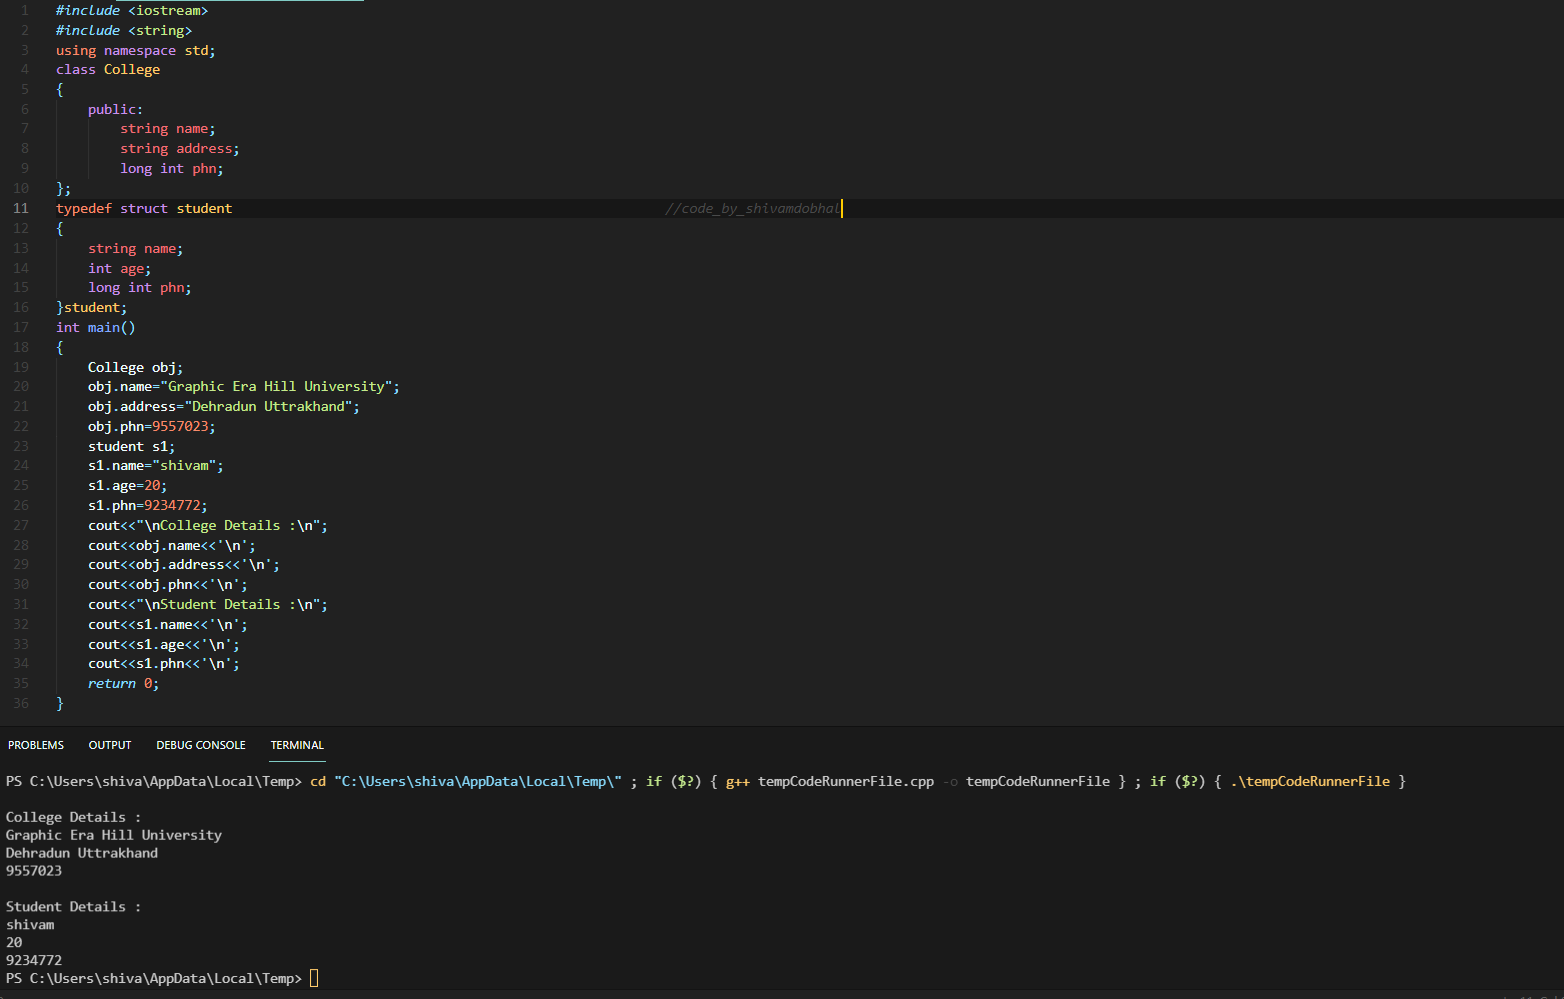 1 #include <iostream>
2 #include <string>
3 using namespace std;
4 class College
5 {
6     public:
7         string name;
8         string address;
9         long int phn;
10 };
11 typedef struct student                                                      //code_by_shivamdobhal
12 {
13     string name;
14     int age;
15     long int phn;
16 }student;
17 int main()
18 {
19     College obj;
20     obj.name="Graphic Era Hill University";
21     obj.address="Dehradun Uttrakhand";
22     obj.phn=9557023;
23     student s1;
24     s1.name="shivam";
25     s1.age=20;
26     s1.phn=9234772;
27     cout<<"\nCollege Details :\n";
28     cout<<obj.name<<'\n';
29     cout<<obj.address<<'\n';
30     cout<<obj.phn<<'\n';
31     cout<<"\nStudent Details :\n";
32     cout<<s1.name<<'\n';
33     cout<<s1.age<<'\n';
34     cout<<s1.phn<<'\n';
35     return 0;
36 }
PROBLEMS OUTPUT DEBUG CONSOLE TERMINAL
PS C:\Users\shiva\AppData\Local\Temp> cd "C:\Users\shiva\AppData\Local\Temp\" ; if ($?) { g++ tempCodeRunnerFile.cpp -o tempCodeRunnerFile } ; if ($?) { .\tempCodeRunnerFile }
College Details :
Graphic Era Hill University
Dehradun Uttrakhand
9557023
Student Details :
shivam
20
9234772
PS C:\Users\shiva\AppData\Local\Temp>